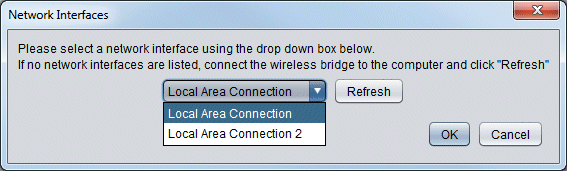 Network Interfaces
Please select a network interface using the drop down box below.
If no network interfaces are listed, connect the wireless bridge to the computer and click "Refresh"
Local Area Connection
Refresh
Local Area Connection
Local Area Connection 2
OK
Cancel